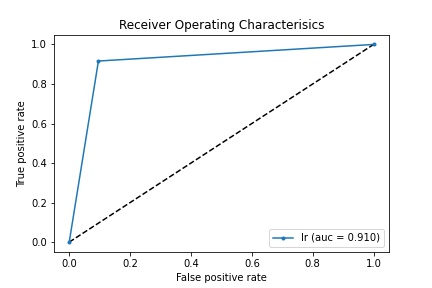 Receiver Operating Characterisics
1.0
0.8
0.6
0.4
0.2
0.0
True positive rate
lr (auc = 0.910)
0.0 0.2 0.4 0.6 0.8 1.0
False positive rate